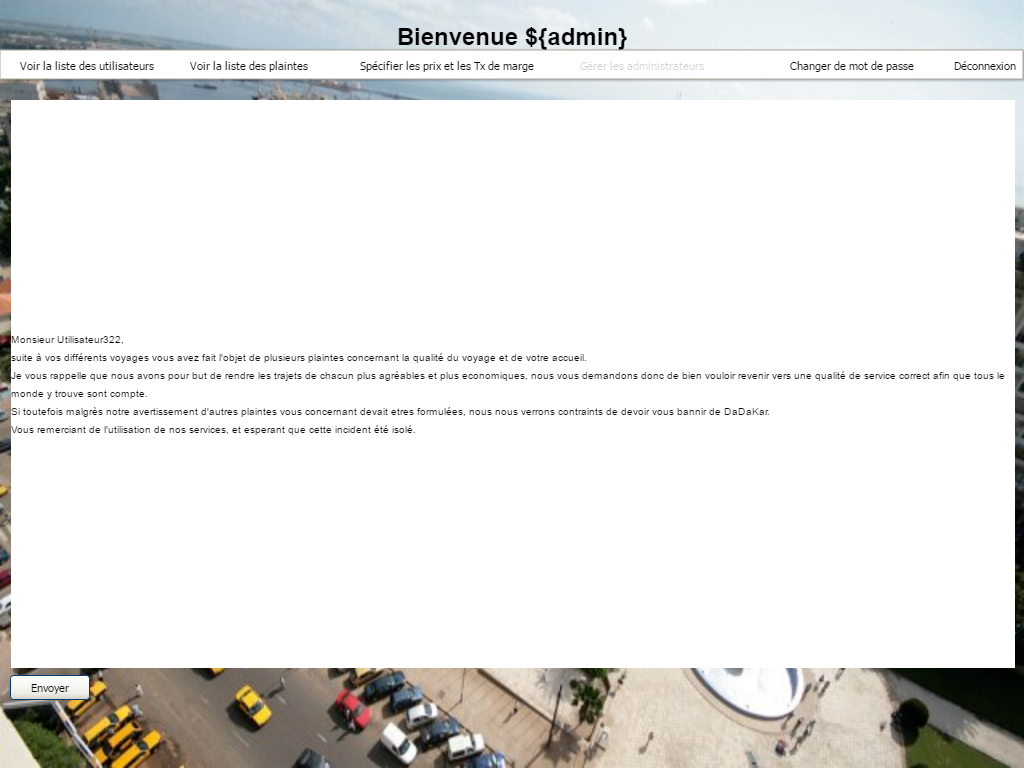 Bienvenue ${admin}
Voir la liste des utilisateurs Voir la liste des plaintes Spécifier les prix et les Tx de marge Gérer les administrateurs Changer de mot de passe Déconnexion
Monsieur Utilisateur322,
suite à vos différents voyages vous avez fait l'objet de plusieurs plaintes concernant la qualité du voyage et de votre accueil.
Je vous rappelle que nous avons pour but de rendre les trajets de chacun plus agréables et plus economiques, nous vous demandons donc de bien vouloir revenir vers une qualité de service correct afin que tous le
monde y trouve sont compte.
Si toutefois malgrès notre avertissement d'autres plaintes vous concernant devait etres formulées, nous nous verrons contraints de devoir vous bannir de DaDaKar.
Vous remerciant de l'utilisation de nos services, et esperant que cette incident été isolé.
Envoyer